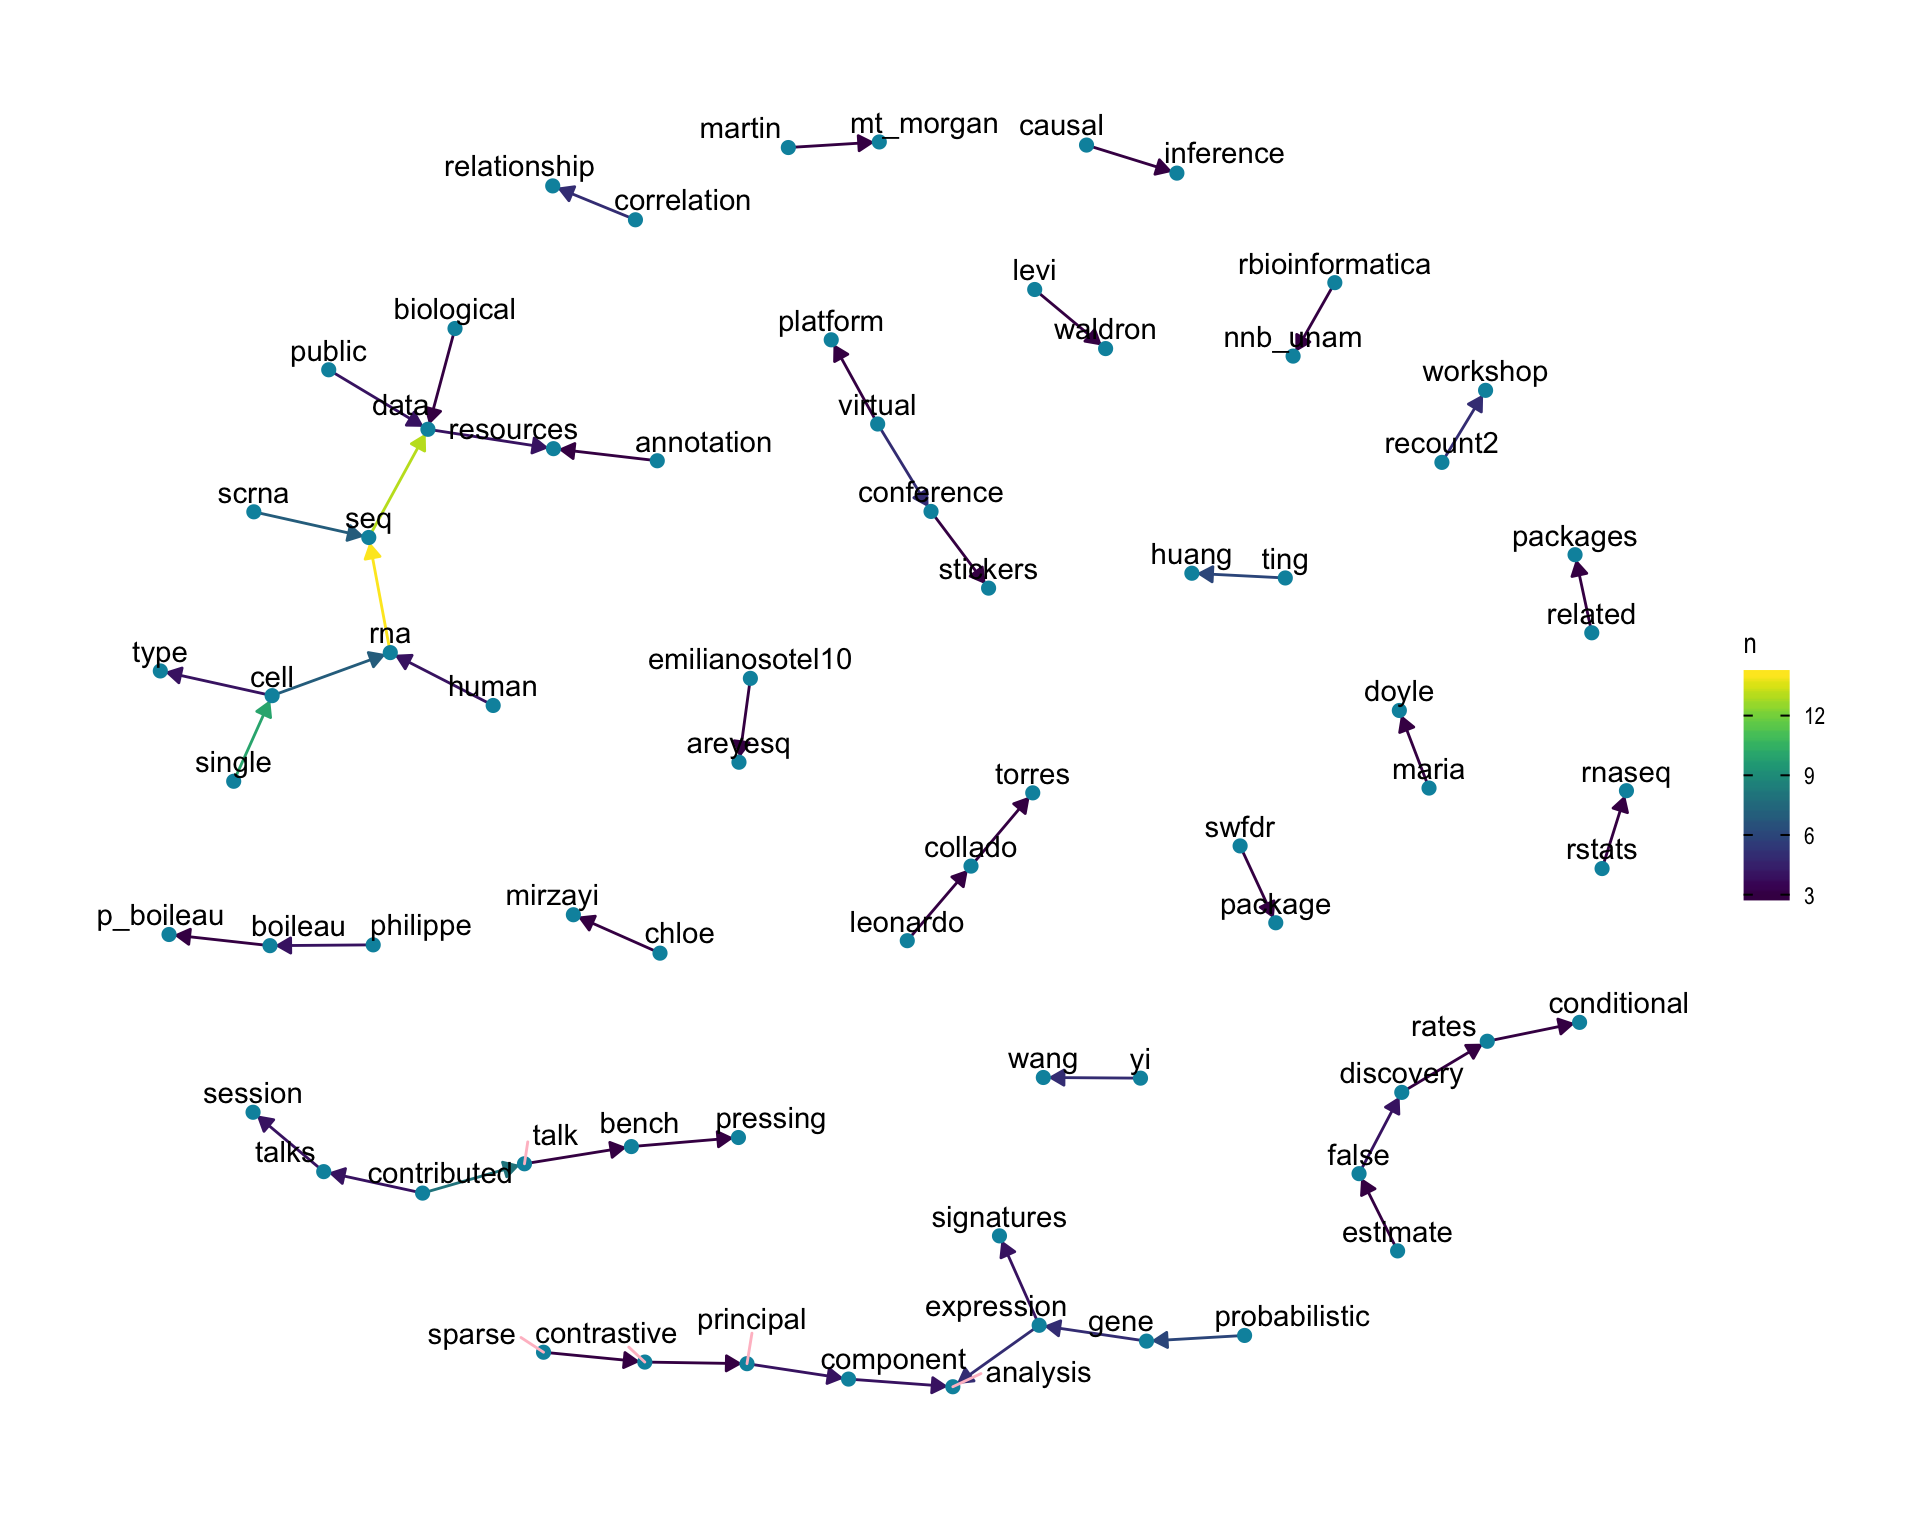 martin
mt_morgan
causal
inference
relationship
correlation
levi
waldron
rbioinformatica
nnb_unam
biological
public
data
resources
annotation
platform
virtual
conference
stickers
workshop
recount2
scrna
seq
rna
human
type
cell
single
huang
ting
packages
related
emilianosotel10
areyesq
doyle
maria
rnaseq
rstats
torres
collado
leonardo
swfdr
package
p_boileau
boileau
philippe
mirzayi
chloe
n
12
9
6
3
conditional
rates
discovery
false
estimate
wang
yi
session
talks
contributed
talk
bench
pressing
signatures
expression
gene
probabilistic
sparse
contrastive
principal
component
analysis